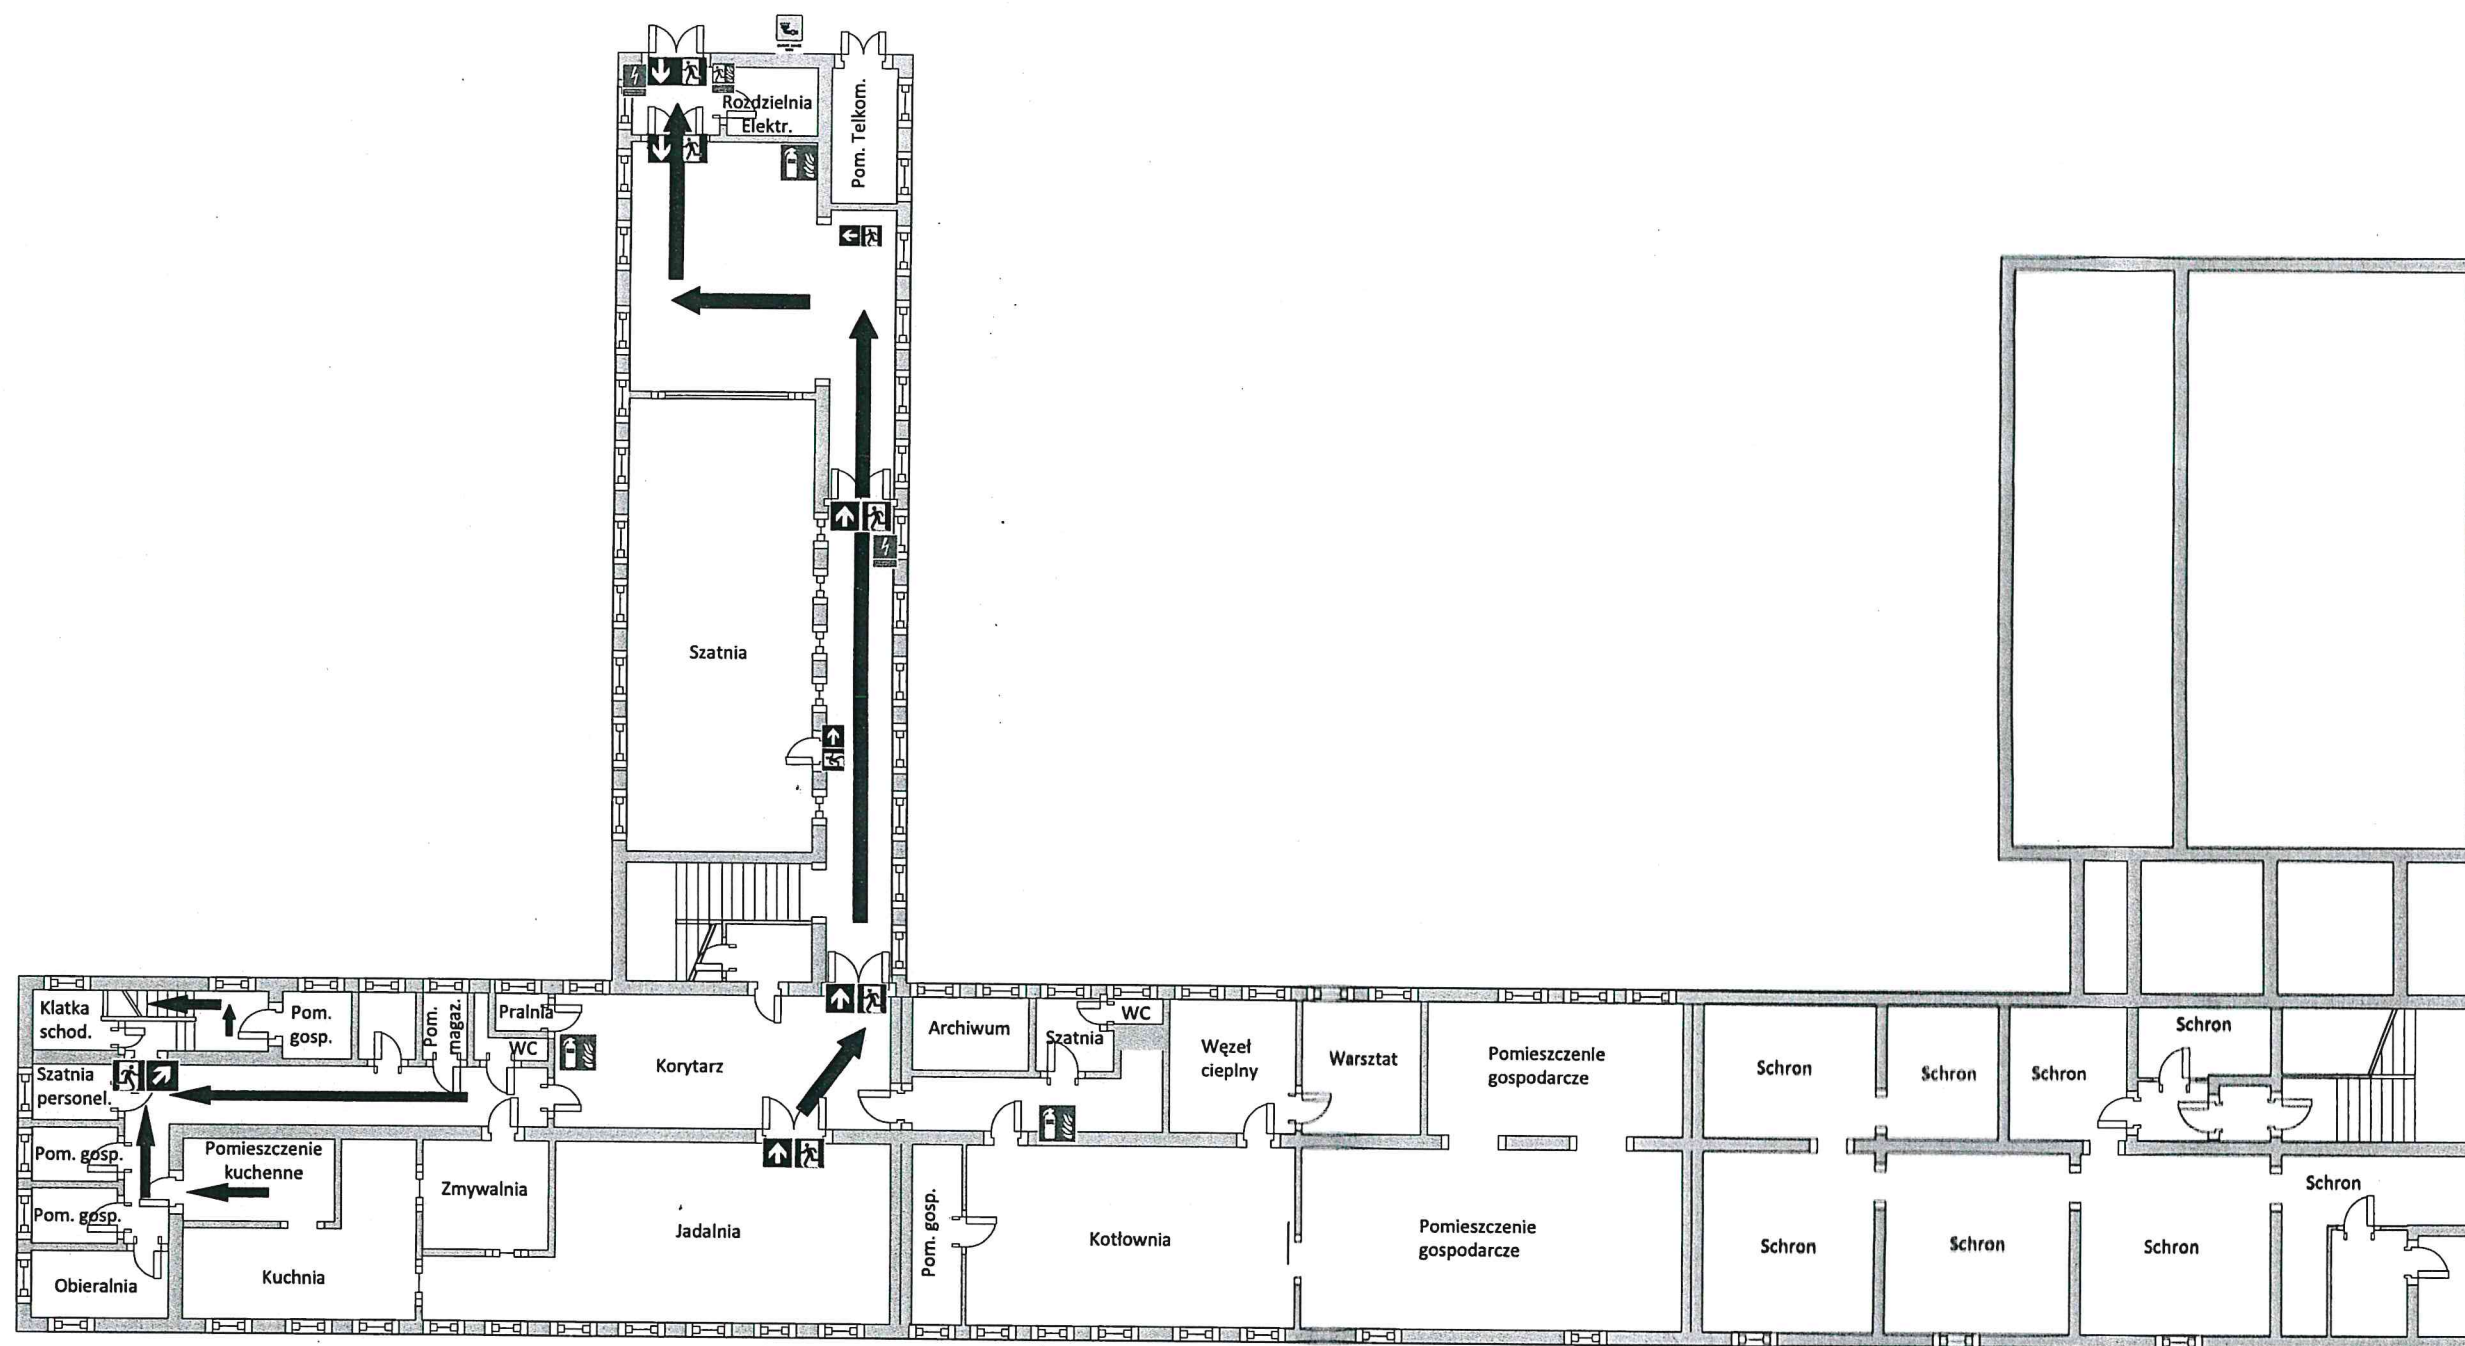 Rozdzielnia
Elektr.
Pom. Telkom.
Szatnia
Klatka
schod.
Pom.
gosp.
Pom.
magaz.
Pralnia
WC
Szatnia
personel.
Korytarz
Archiwum
Szatnia
WC
Węzeł
cieplny
Warsztat
Pomieszczenie
gospodarcze
Schron
Schron
Schron
Schron
Pom. gosp.
Pom. gosp.
Obieralnia
Pomieszczenie
kuchenne
Kuchnia
Zmywalnia
Jadalnia
Pom. gosp.
Kotłownia
Pomieszczenie
gospodarcze
Schron
Schron
Schron
Schron